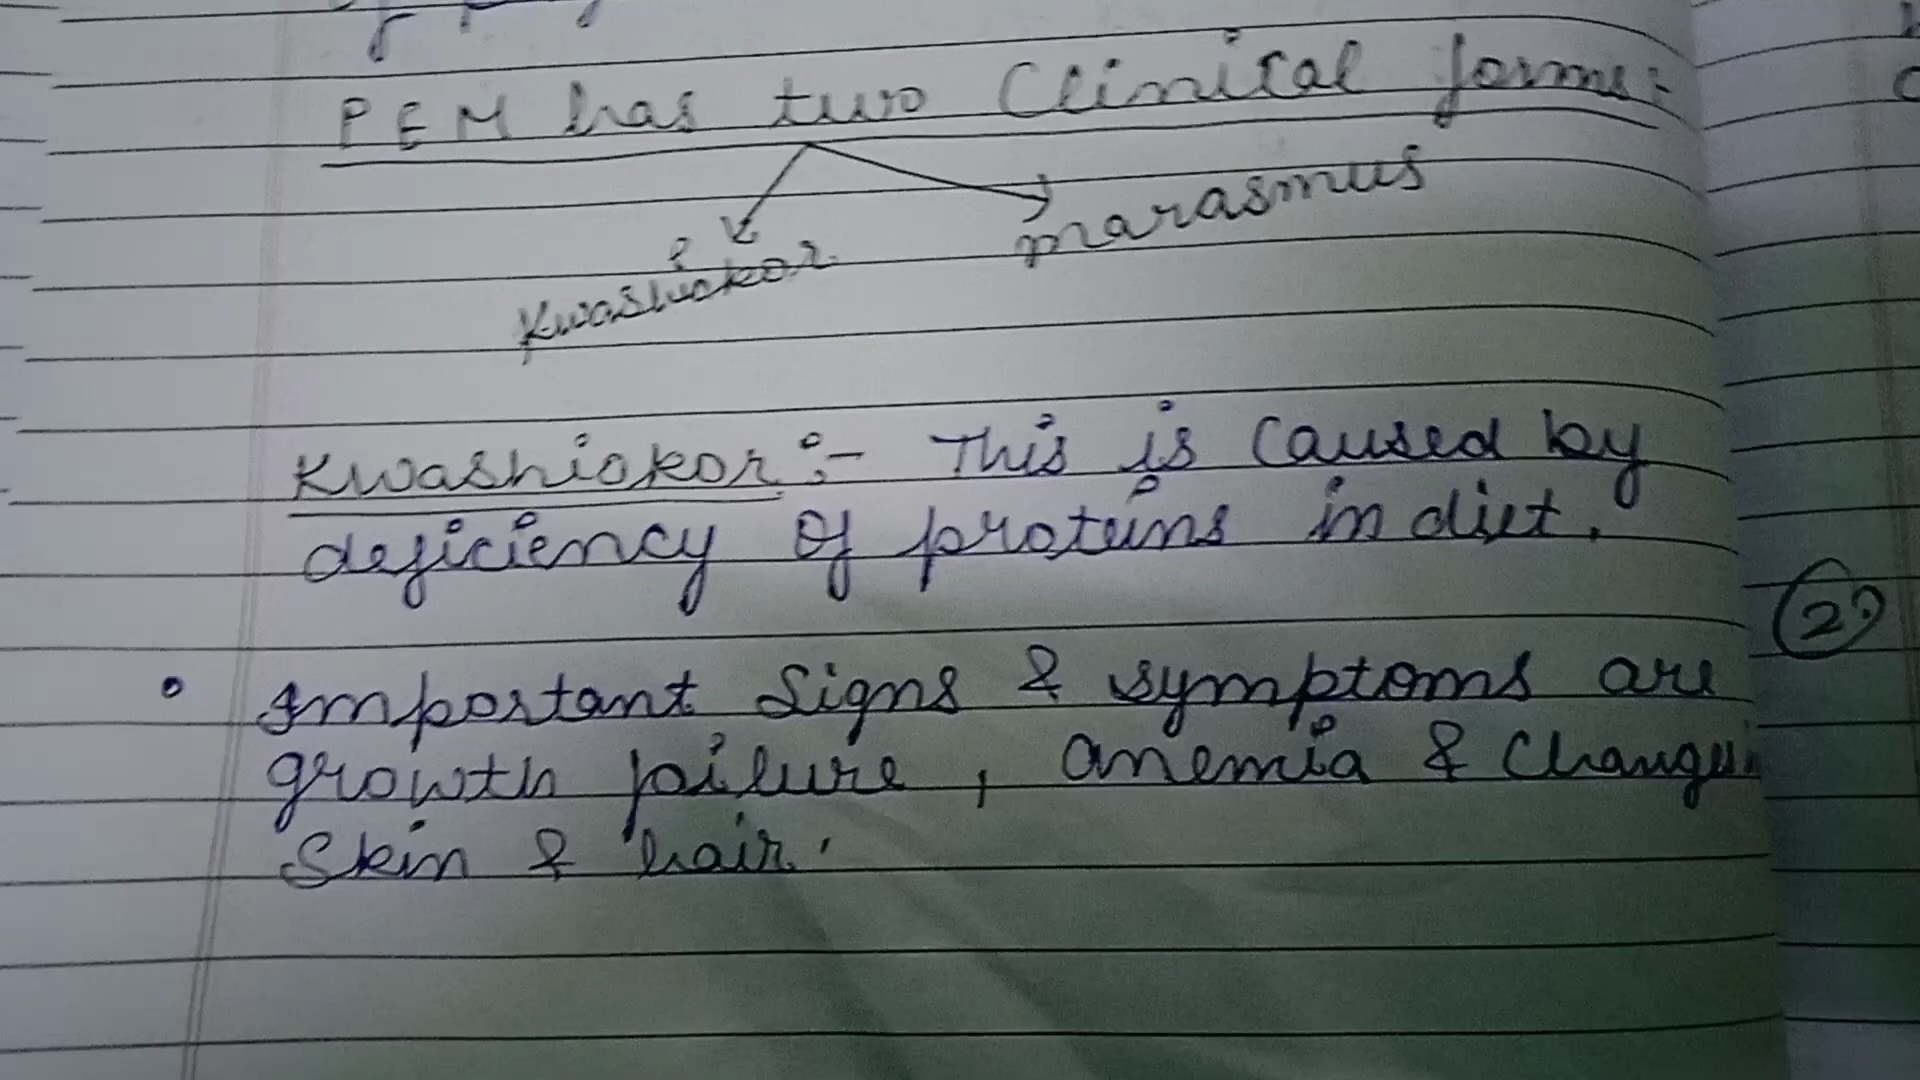 PEM has two Clinical forms:
Kwashiokor marasmus
Kwashiokor :- This is caused by
deficiency of proteins in diet.
• Important Signs & symptoms are
growth failure, anemia & Changes
Skin & hair.
2